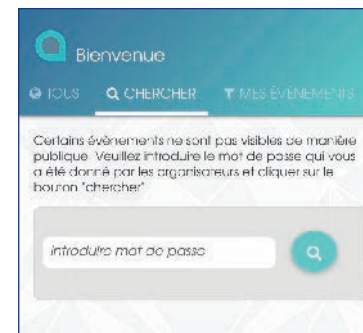 Bienvenue
TOUS CHERCHER MES ÉVÈNEMENTS
Certains évènements ne sont pas visibles de manière
publique. Veuillez introduire le mot de passe qui vous
a été donné par les organisateurs et cliquer sur le
bouton "chercher"
introduire mot de passe